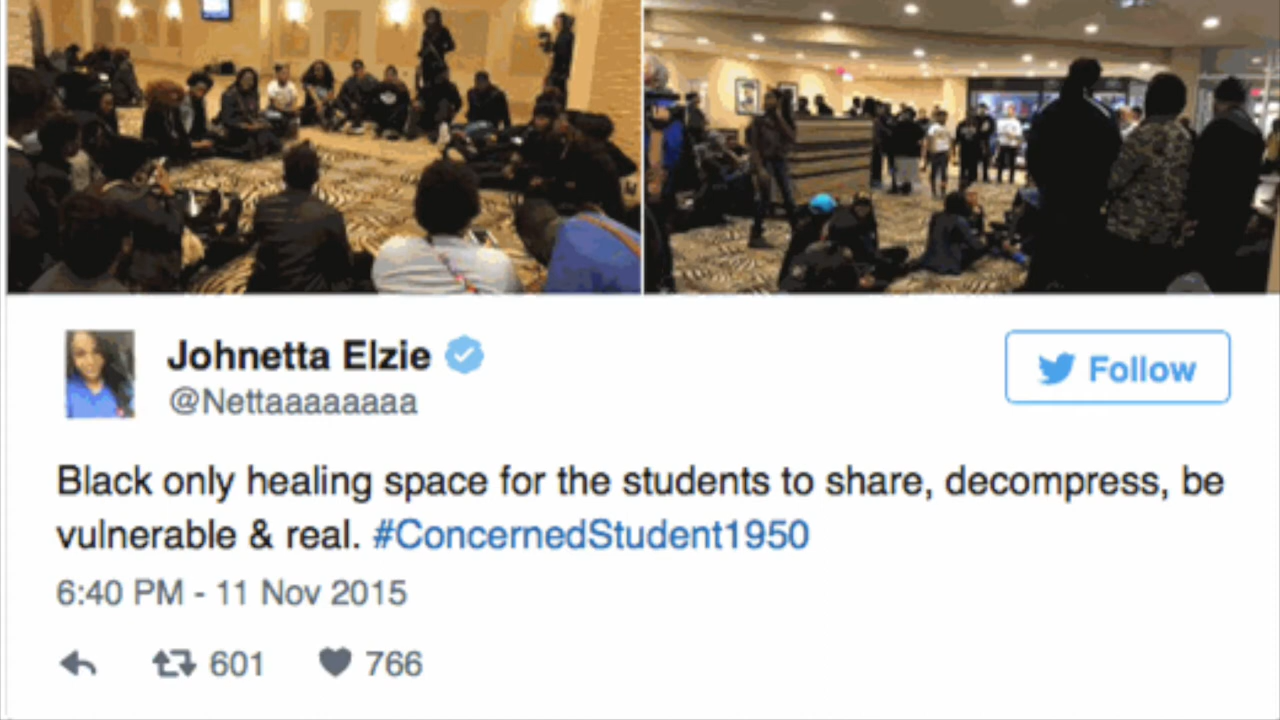 Johnetta Elzie
Follow
@Nettaaaaaaaa
Black only healing space for the students to share, decompress, be
vulnerable & real. #ConcernedStudent1950
6:40 PM - 11 Nov 2015
601 766